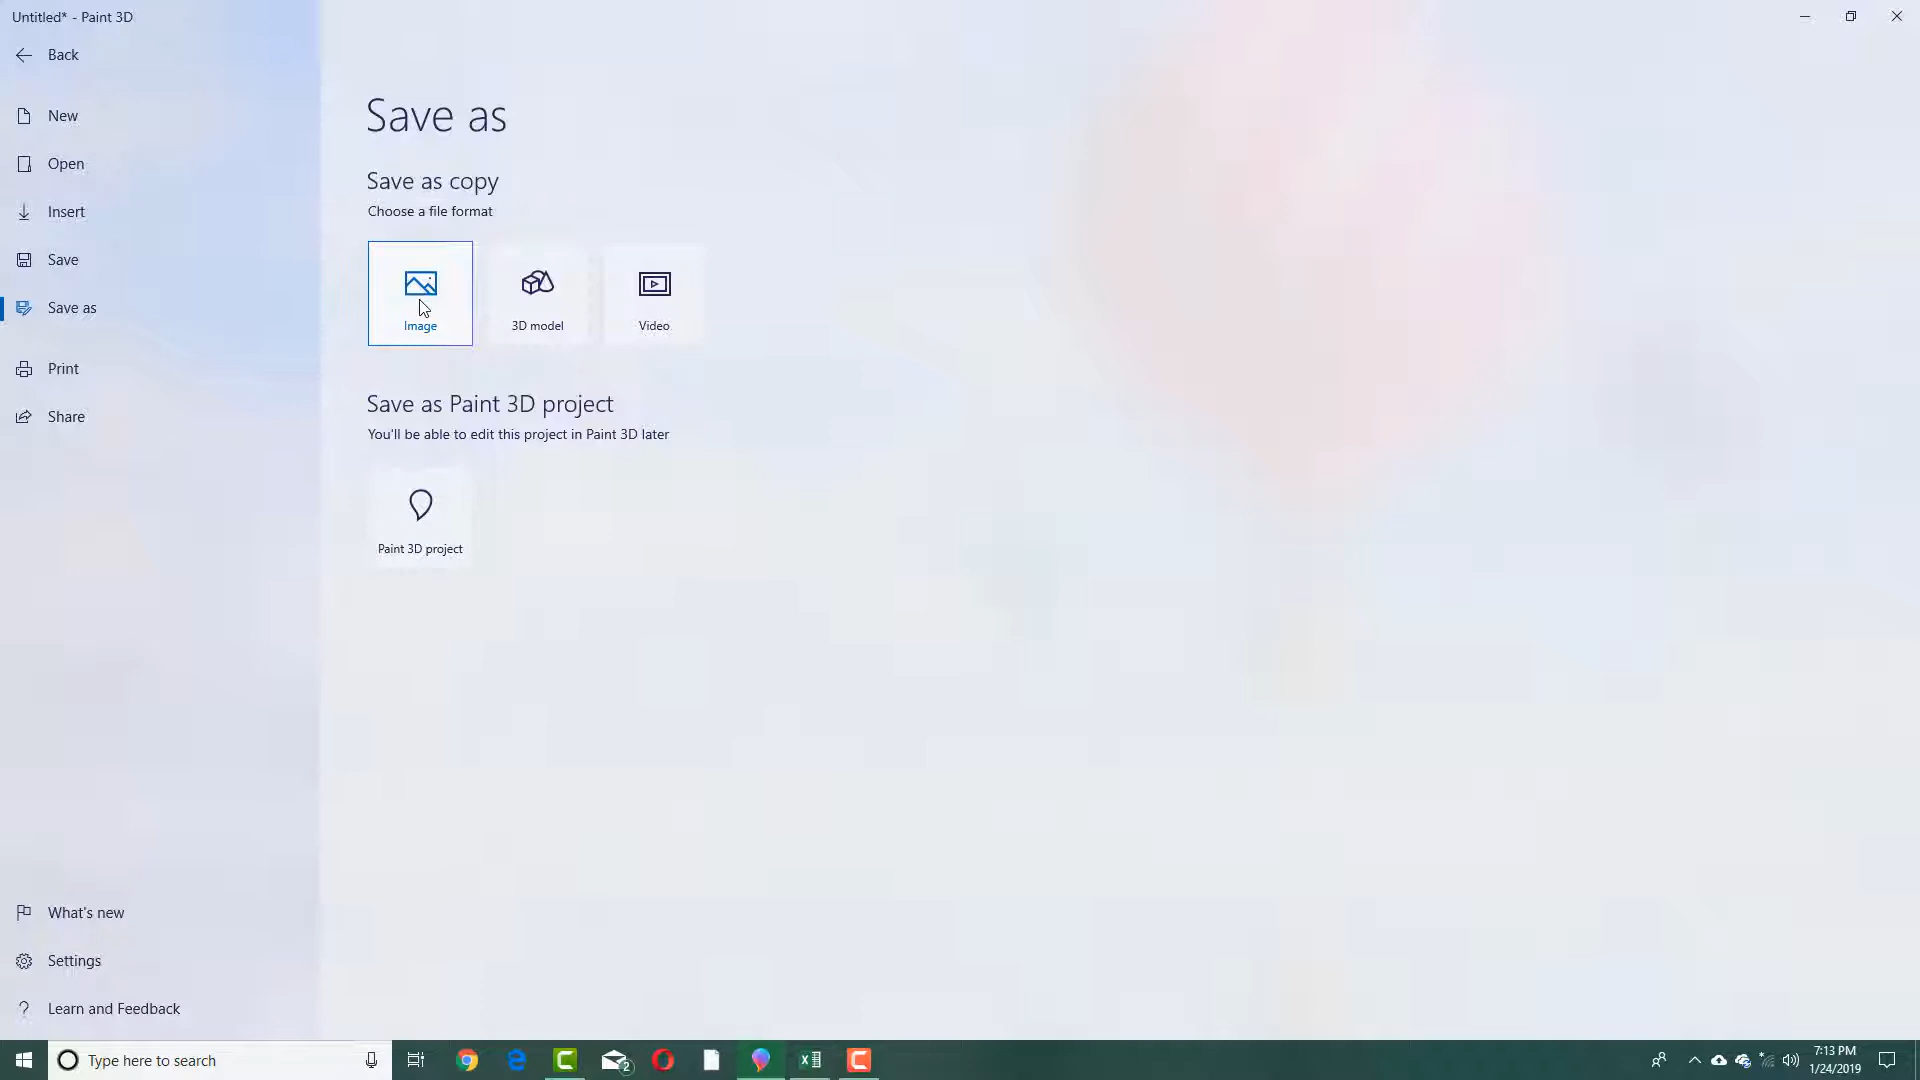 Untitled* - Paint 3D
Back
New
Open
Insert
Save
Save as
Print
Share
What's new
Settings
Learn and Feedback
Save as
Save as copy
Choose a file format
Image
3D model
Video
Save as Paint 3D project
You'll be able to edit this project in Paint 3D later
Paint 3D project
Type here to search
2
7:13 PM
1/24/2019